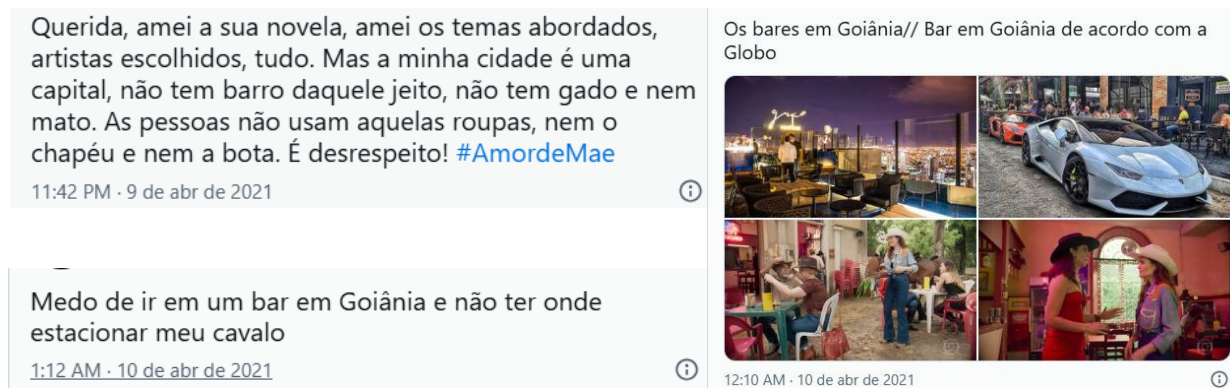 Querida, amei a sua novela, amei os temas abordados,
artistas escolhidos, tudo. Mas a minha cidade é uma
capital, não tem barro daquele jeito, não tem gado e nem
mato. As pessoas não usam aquelas roupas, nem o
chapéu e nem a bota. É desrespeito! #AmordeMae
11:42 PM · 9 de abr de 2021
Medo de ir em um bar em Goiânia e não ter onde
estacionar meu cavalo
1:12 AM · 10 de abr de 2021
Os bares em Goiânia// Bar em Goiânia de acordo com a
Globo
12:10 AM · 10 de abr de 2021